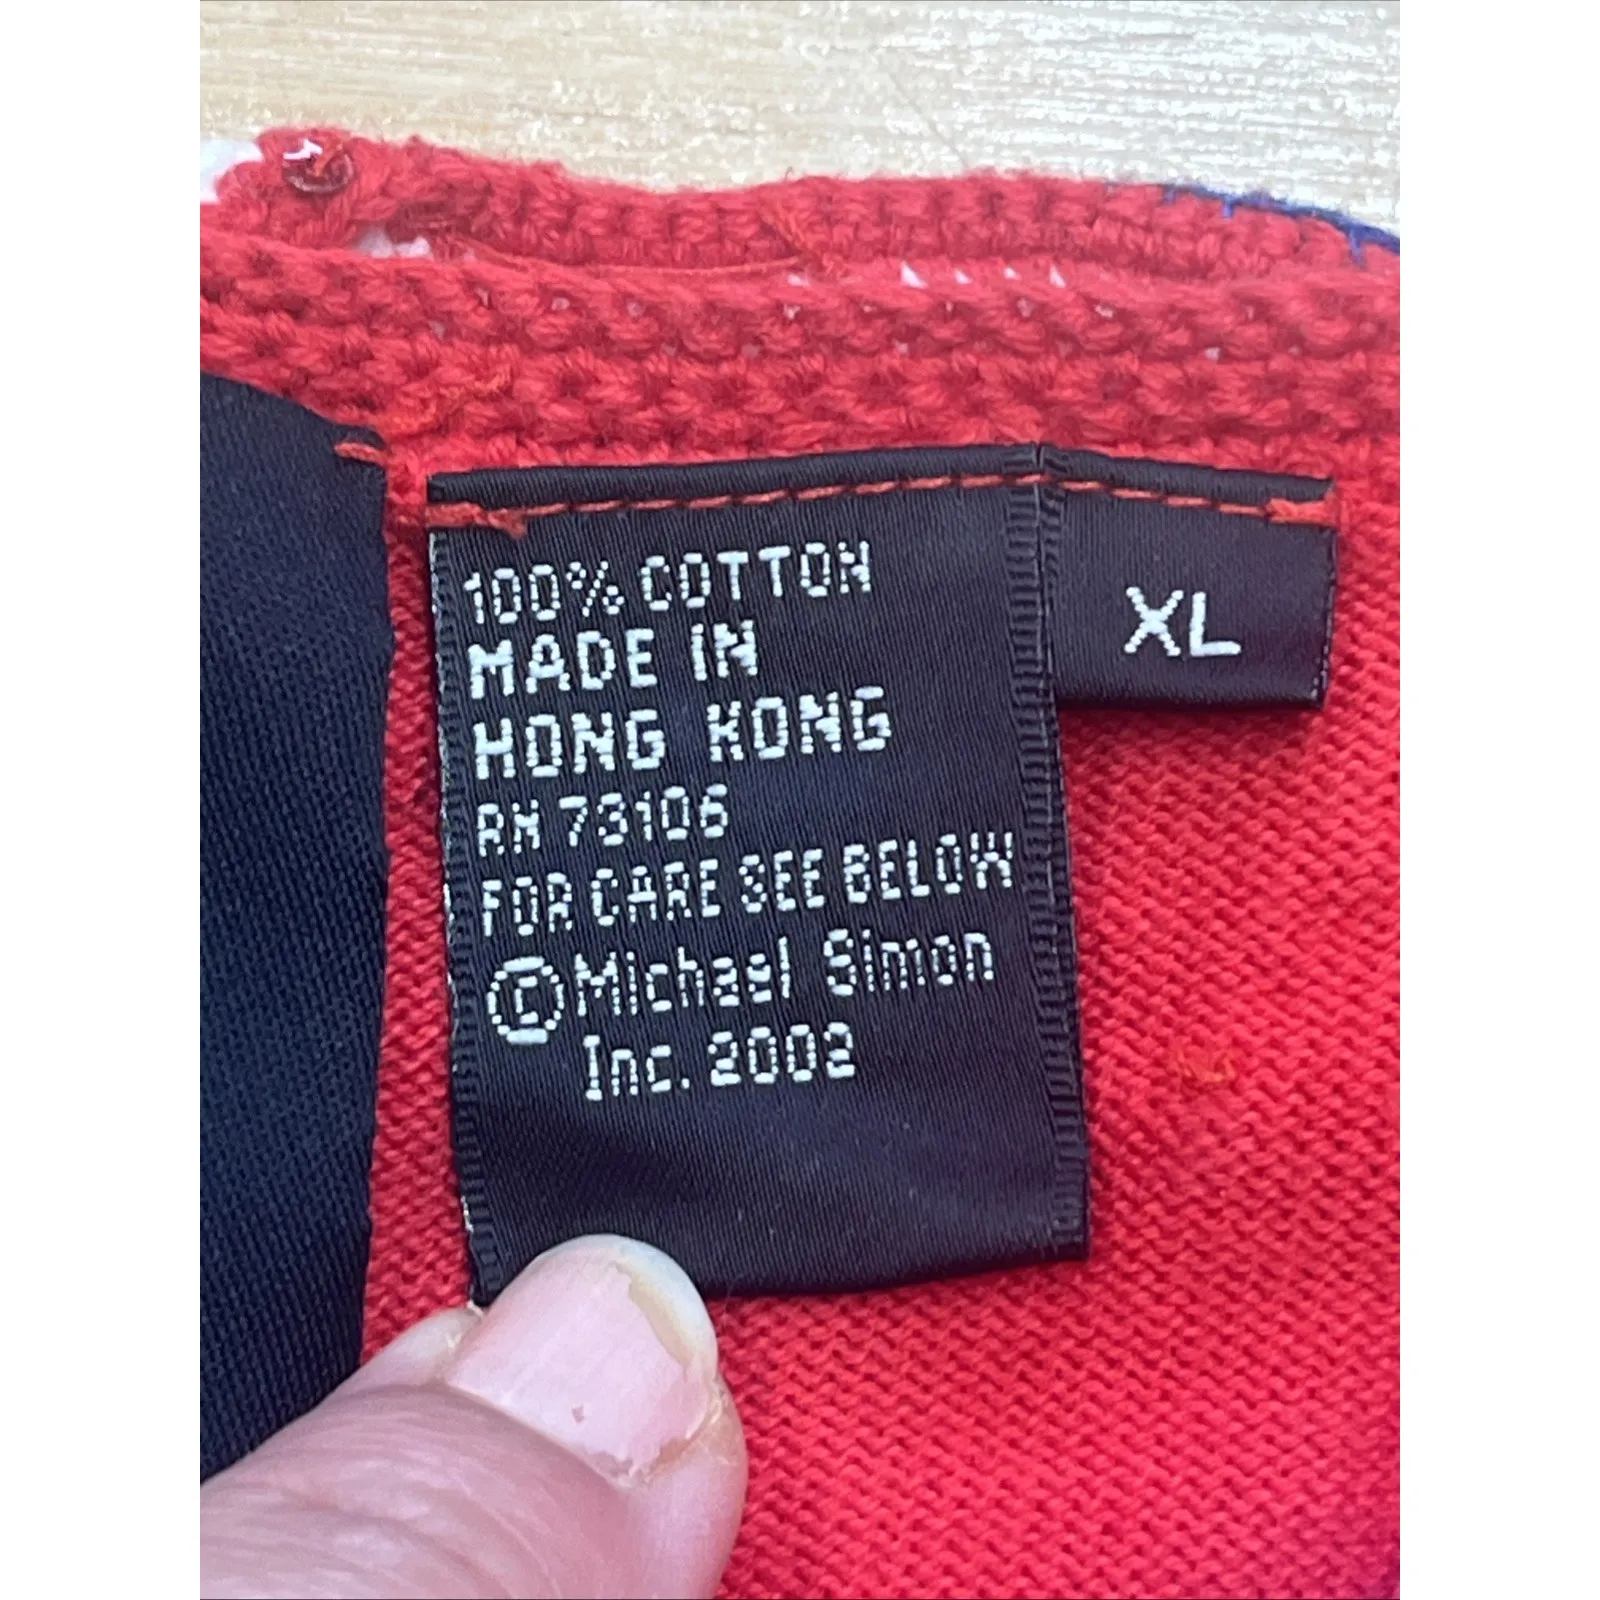 100% COTTON
MADE IN
HONG KONG
RN 73106
FOR CARE SEE BELOW
©Michael Simon
Inc. 2002
XL